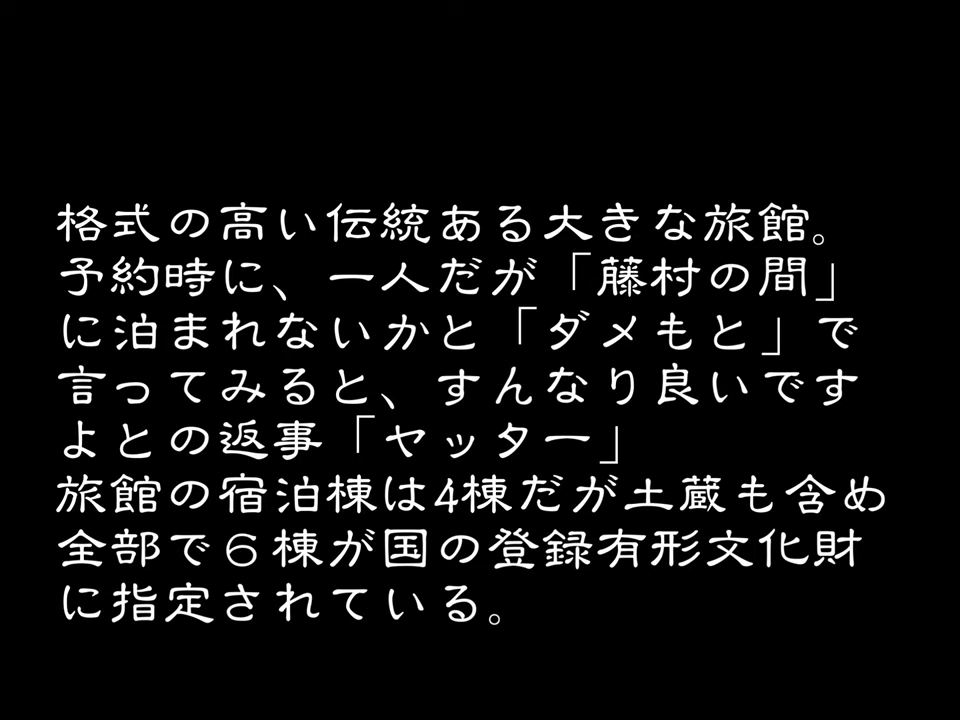 格式の高い伝統ある大きな旅館。
予約時に、一人だが「藤村の間」
に泊まれないかと「ダメもと」で
言ってみると、すんなり良いです
よとの返事「ヤッター」
旅館の宿泊棟は4棟だが土蔵も含め
全部で６棟が国の登録有形文化財
に指定されている。